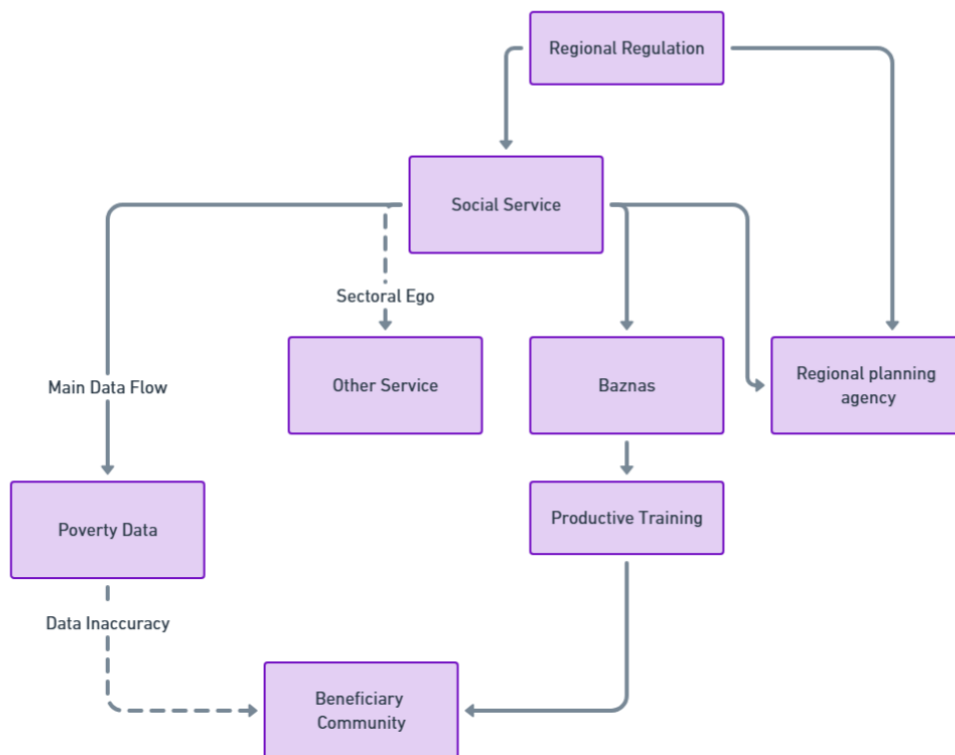 Regional Regulation
Social Service
Sectoral Ego
Main Data Flow
Other Service
Baznas
Regional planning
agency
Poverty Data
Productive Training
Data Inaccuracy
Beneficiary
Community